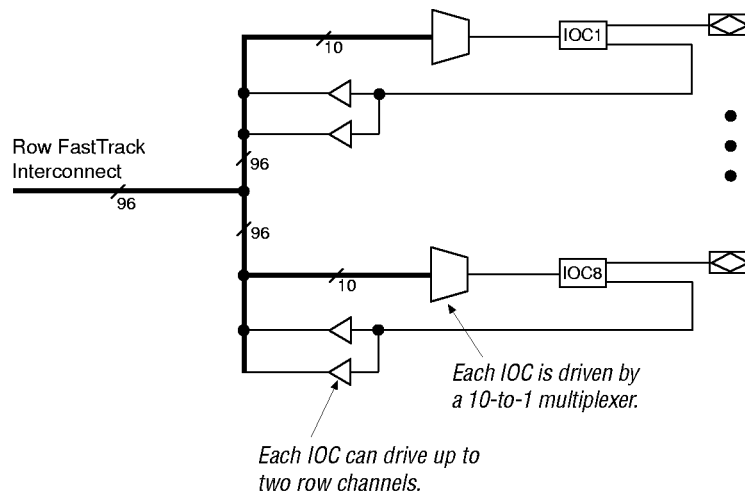 10
IOC1
Row FastTrack
Interconnect
96
96
96
10
IOC8
Each IOC is driven by
a 10-to-1 multiplexer.
Each IOC can drive up to
two row channels.